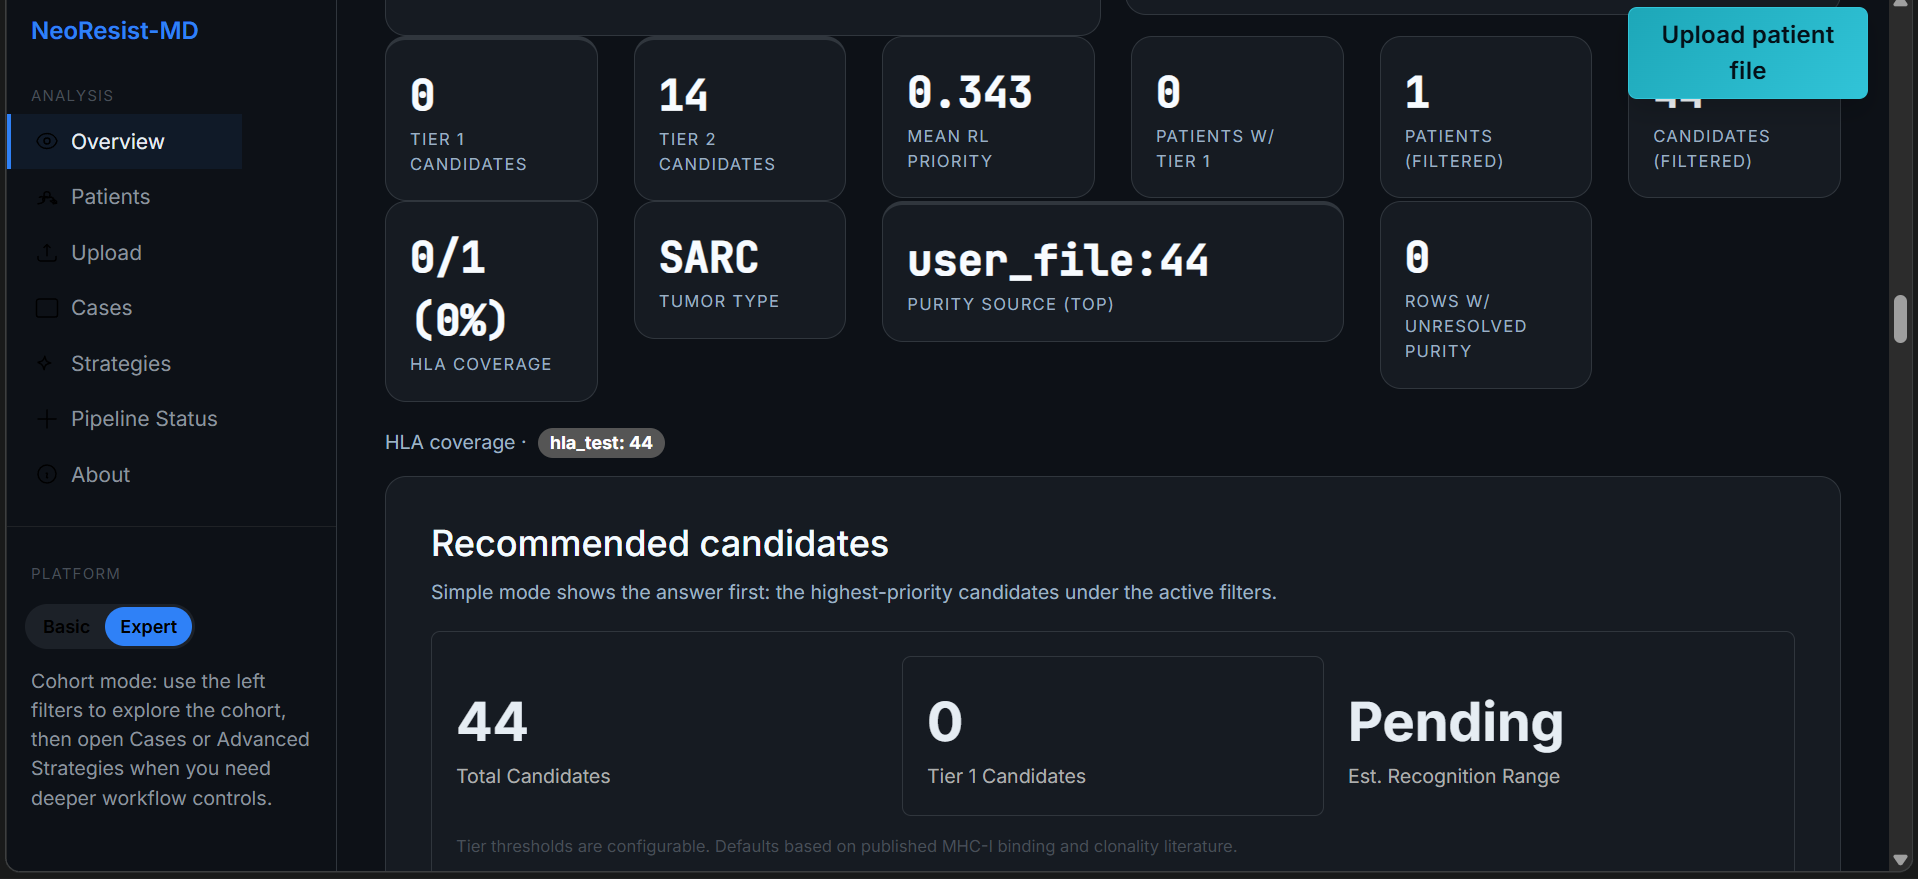 NeoResist-MD
ANALYSIS
Overview
Patients
Upload
Cases
Strategies
Pipeline Status
About
PLATFORM
Basic Expert
Cohort mode: use the left
filters to explore the cohort,
then open Cases or Advanced
Strategies when you need
deeper workflow controls.
Upload patient
file
0
TIER 1
CANDIDATES
14
TIER 2
CANDIDATES
0.343
MEAN RL
PRIORITY
0
PATIENTS W/
TIER 1
1
PATIENTS
(FILTERED)
CANDIDATES
(FILTERED)
0/1
(0%)
HLA COVERAGE
SARC
TUMOR TYPE
user_file:44
PURITY SOURCE (TOP)
0
ROWS W/
UNRESOLVED
PURITY
HLA coverage · hla_test: 44
Recommended candidates
Simple mode shows the answer first: the highest-priority candidates under the active filters.
44
Total Candidates
0
Tier 1 Candidates
Pending
Est. Recognition Range
Tier thresholds are configurable. Defaults based on published MHC-I binding and clonality literature.